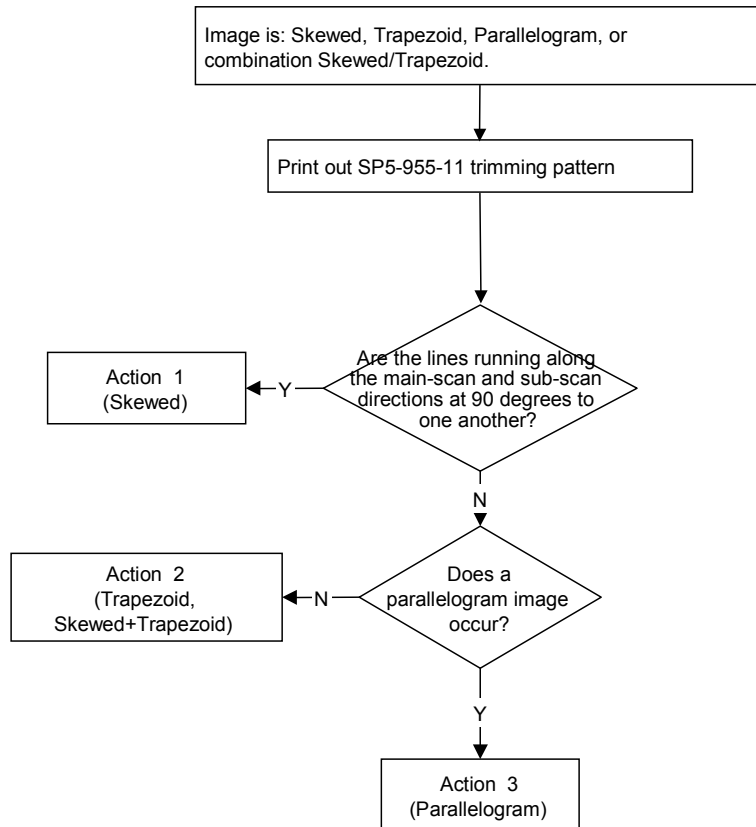 Image is: Skewed, Trapezoid, Parallelogram, or
combination Skewed/Trapezoid.
Print out SP5-955-11 trimming pattern
Are the lines running along
the main-scan and sub-scan
directions at 90 degrees to
one another?
Y
Action 1
(Skewed)
N
Does a
parallelogram image
occur?
N
Action 2
(Trapezoid,
Skewed+Trapezoid)
Y
Action 3
(Parallelogram)